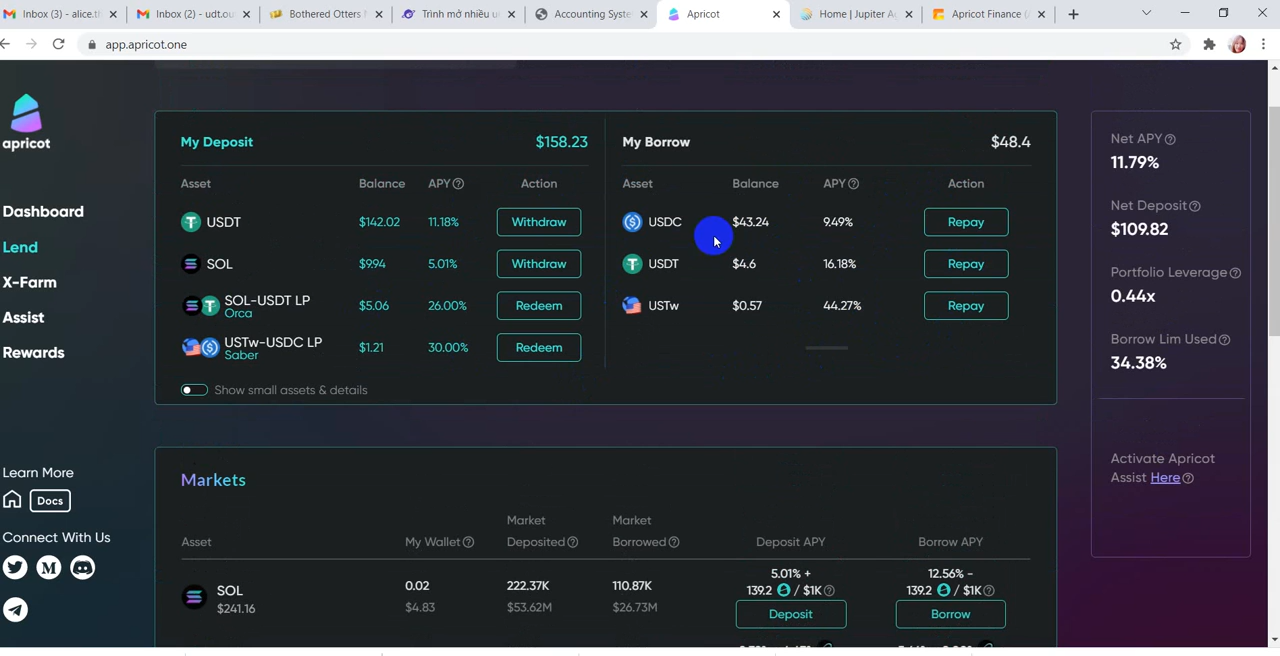 Inbox (3) - alice.th
Inbox (2) - udt.ou
Bothered Otters
Trình mở nhiều u
Accounting Syste
Apricot
Home | Jupiter Ag
Apricot Finance (
app.apricot.one
apricot
Dashboard
Lend
X-Farm
Assist
Rewards
Learn More
Docs
Connect With Us
My Deposit $158.23
Asset Balance APY Action
USDT $142.02 11.18% Withdraw
SOL $9.94 5.01% Withdraw
SOL-USDT LP $5.06 26.00% Redeem
Orca
USTw-USDC LP $1.21 30.00% Redeem
Saber
Show small assets & details
My Borrow $48.4
Asset Balance APY Action
USDC $43.24 9.49% Repay
USDT $4.6 16.18% Repay
USTw $0.57 44.27% Repay
Net APY
11.79%
Net Deposit
$109.82
Portfolio Leverage
0.44x
Borrow Lim Used
34.38%
Activate Apricot
Assist Here
Markets
Asset My Wallet Market Deposited Market Borrowed Deposit APY Borrow APY
SOL 0.02 222.37K 110.87K 5.01% + 12.56% -
$241.16 $4.83 $53.62M $26.73M 139.2 / $1K 139.2 / $1K
Deposit Borrow